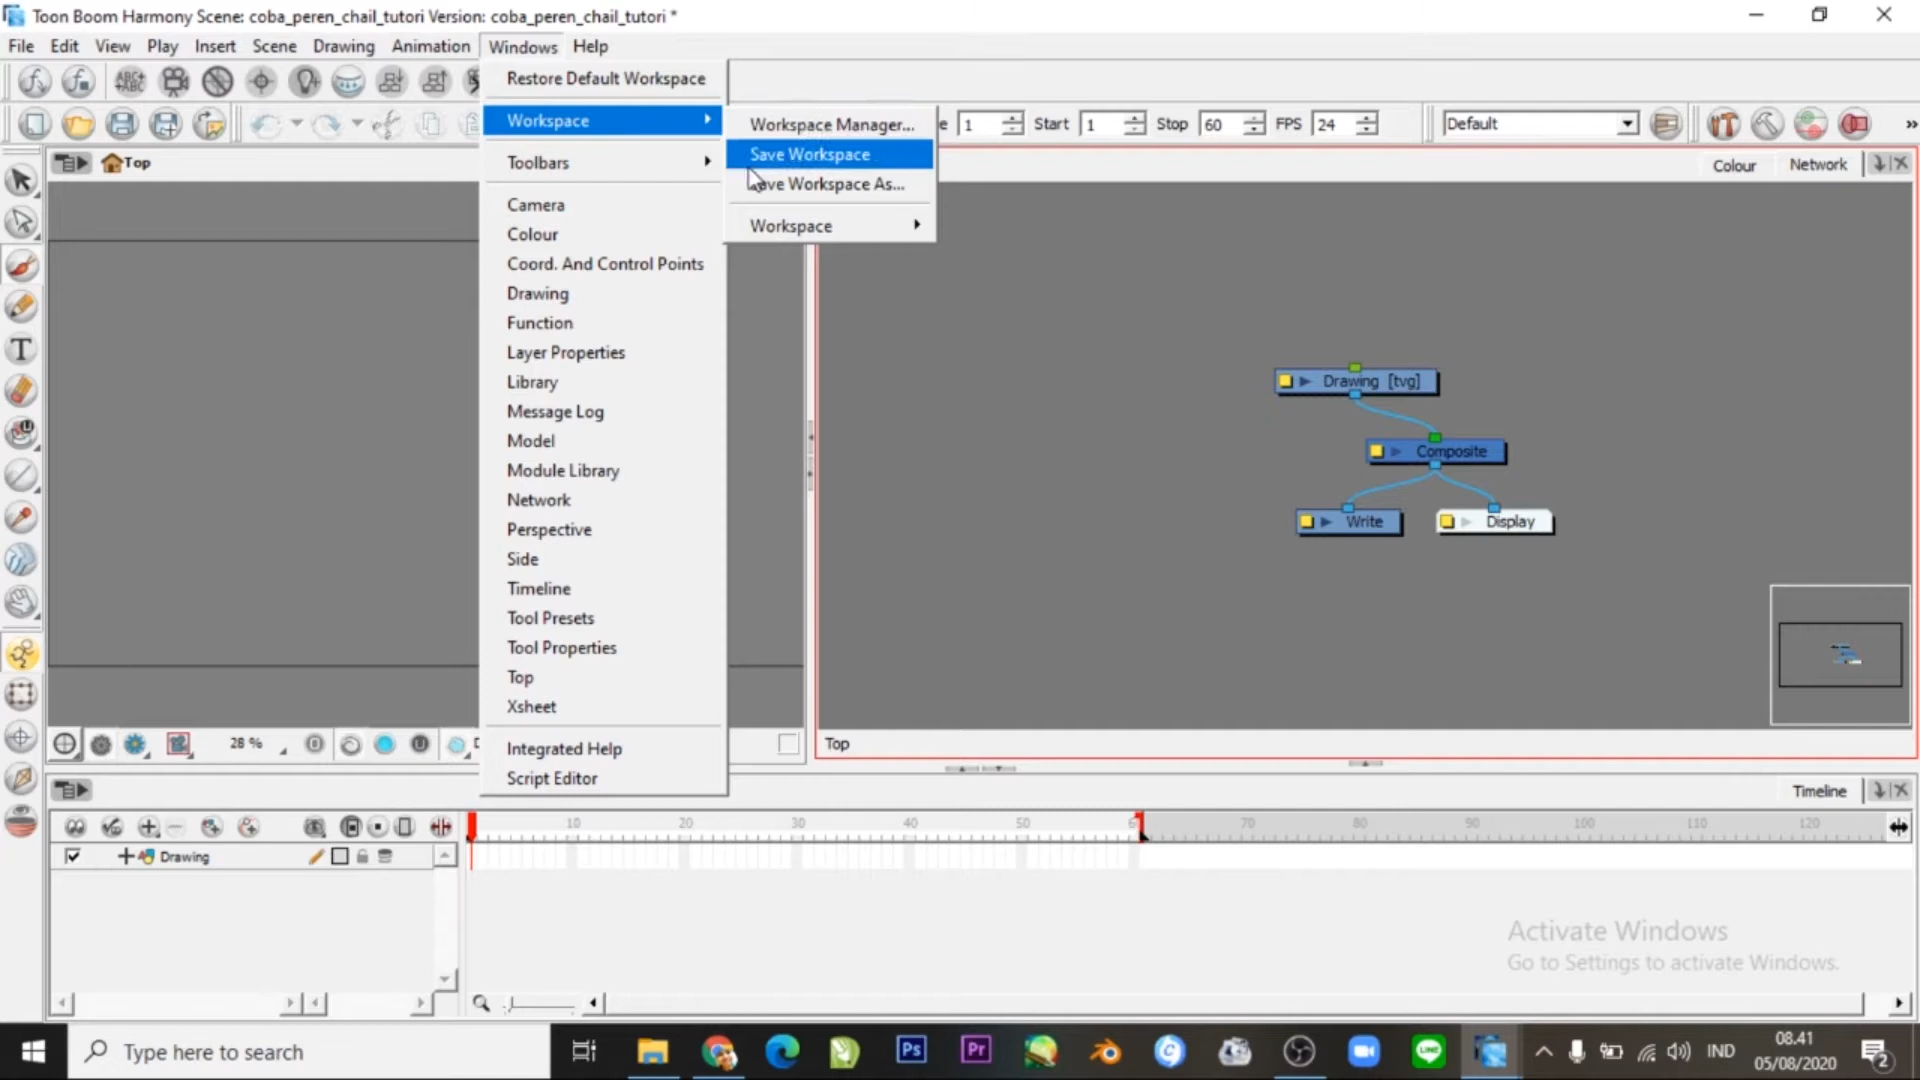 Toon Boom Harmony Scene: coba_peren_chail_tutori Version: coba_peren_chail_tutori *
File Edit View Play Insert Scene Drawing Animation Windows Help
Restore Default Workspace
Workspace
Toolbars
Camera
Colour
Coord. And Control Points
Drawing
Function
Layer Properties
Library
Message Log
Model
Module Library
Network
Perspective
Side
Timeline
Tool Presets
Tool Properties
Top
Xsheet
Integrated Help
Script Editor
Workspace Manager...
Save Workspace
Save Workspace As...
Workspace
1 Start 1 Stop 60 FPS 24 Default
Top
Colour Network
Drawing [tvg]
Composite
Write Display
28 %
Top
Timeline
10 20 30 40 50 70 80 90 100 110 120
Drawing
Activate Windows
Go to Settings to activate Windows.
Type here to search
Ps Pr
LINE
IND
08.41
05/08/2020
2